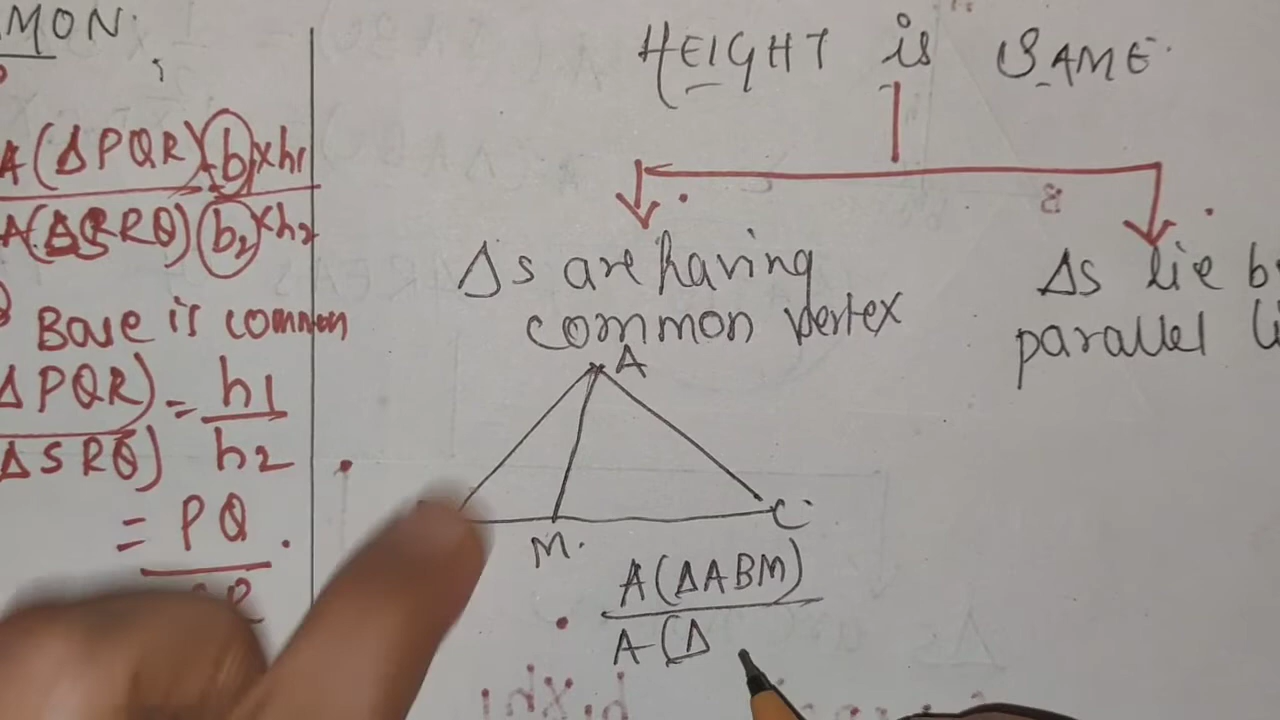 MON.
A(ΔPQR) = b1×h1
A(ΔSRQ) b2×h2
Base is common
ΔPQR) = h1
ΔSRQ) h2
= PQ
HEIGHT is SAME.
Δs are having
common vertex
A
C
M.
A(ΔABM)
A(Δ
Δs lie
parallel